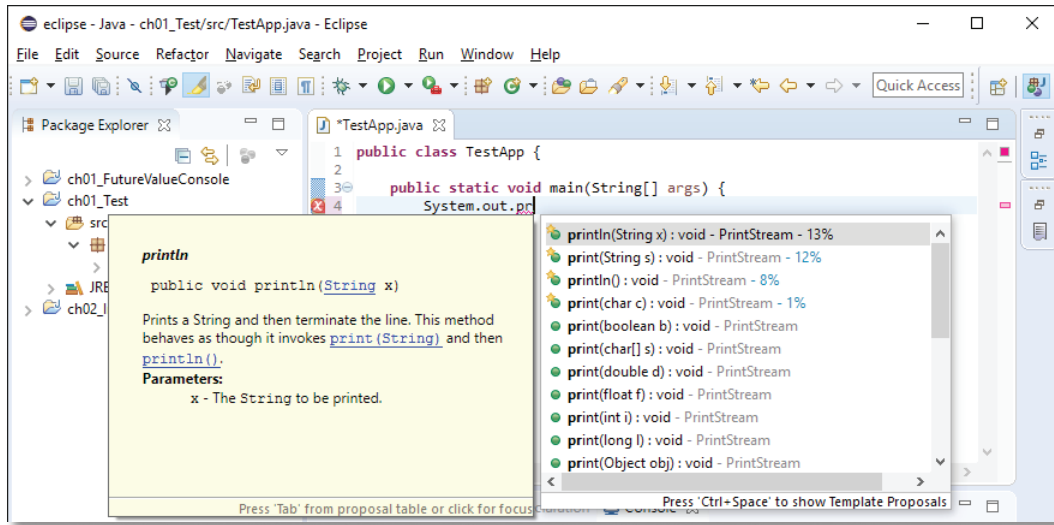 eclipse - Java - ch01_Test/src/TestApp.java - Eclipse
File Edit Source Refactor Navigate Search Project Run Window Help
Quick Access
Package Explorer
ch01_FutureValueConsole
ch01_Test
src
JRE
ch02_I
*TestApp.java
1 public class TestApp {
2
3 public static void main(String[] args) {
4 System.out.pr
println
public void println(String x)
Prints a String and then terminate the line. This method
behaves as though it invokes print(String) and then
println().
Parameters:
x - The String to be printed.
Press 'Tab' from proposal table or click for focus
println(String x) : void - PrintStream - 13%
print(String s) : void - PrintStream - 12%
println() : void - PrintStream - 8%
print(char c) : void - PrintStream - 1%
print(boolean b) : void - PrintStream
print(char[] s) : void - PrintStream
print(double d) : void - PrintStream
print(float f) : void - PrintStream
print(int i) : void - PrintStream
print(long l) : void - PrintStream
print(Object obj) : void - PrintStream
Press 'Ctrl+Space' to show Template Proposals